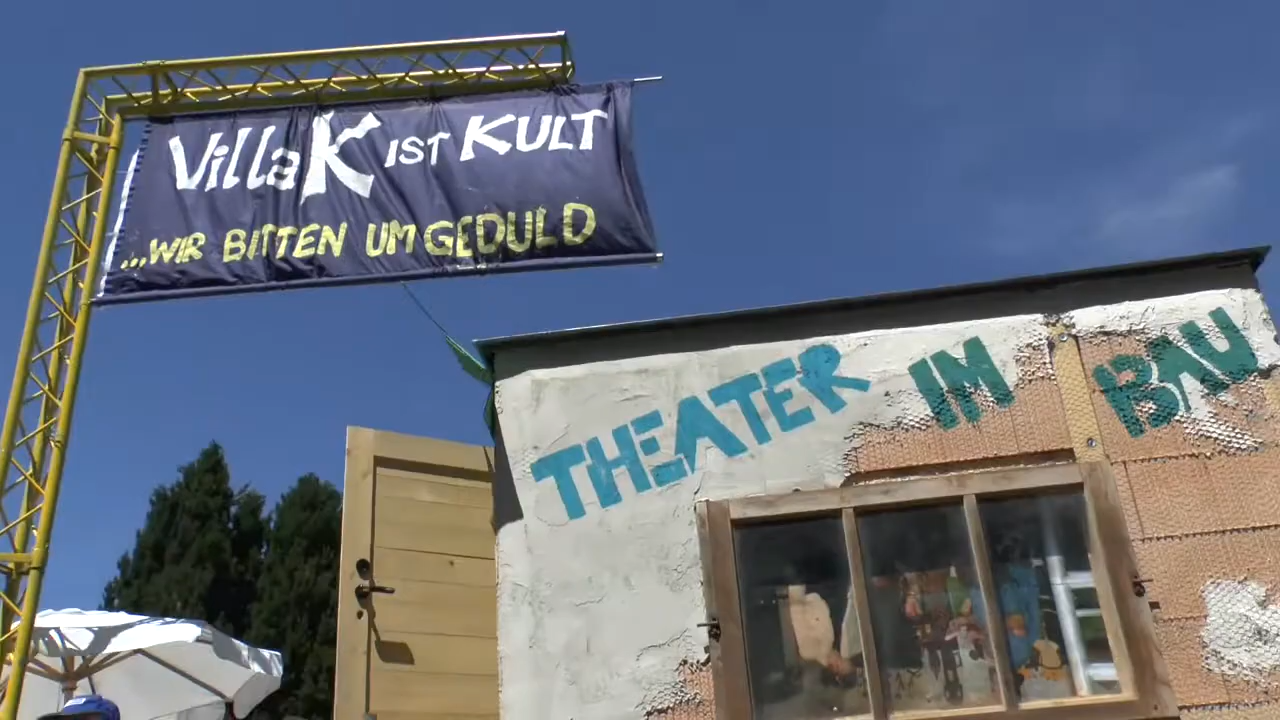 VillaK IST KULT
...WIR BITTEN UM GEDULD
THEATER IM BAU